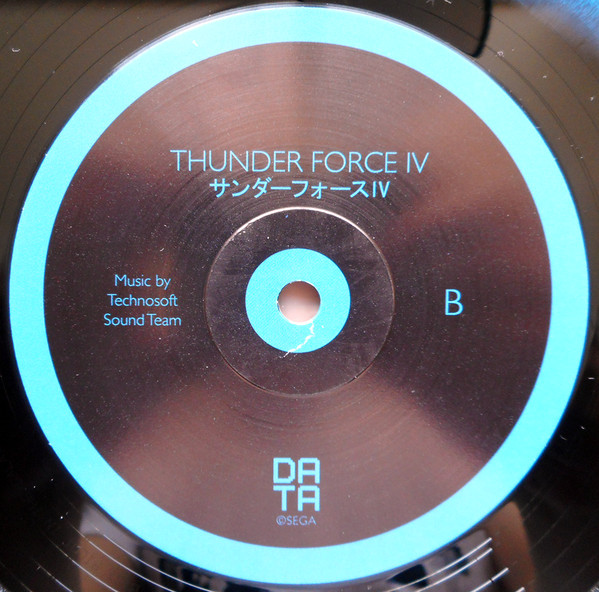 THUNDER FORCE IV
サンダーフォースIV
Music by
Technosoft
Sound Team
B
DA
TA
©SEGA